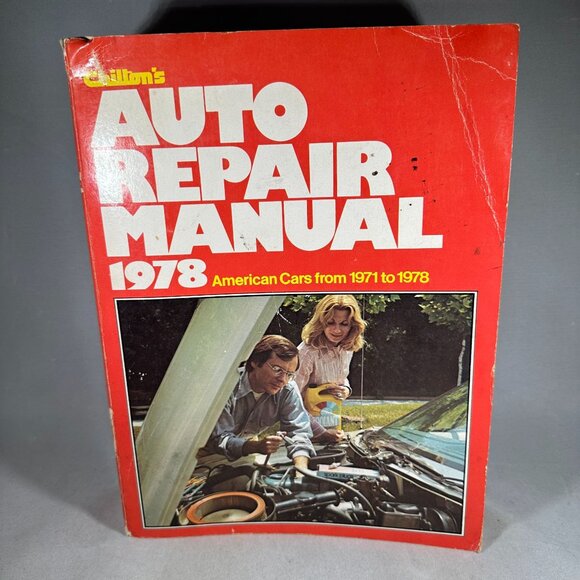 Chilton's
AUTO
REPAIR
MANUAL
1978 American Cars from 1971 to 1978